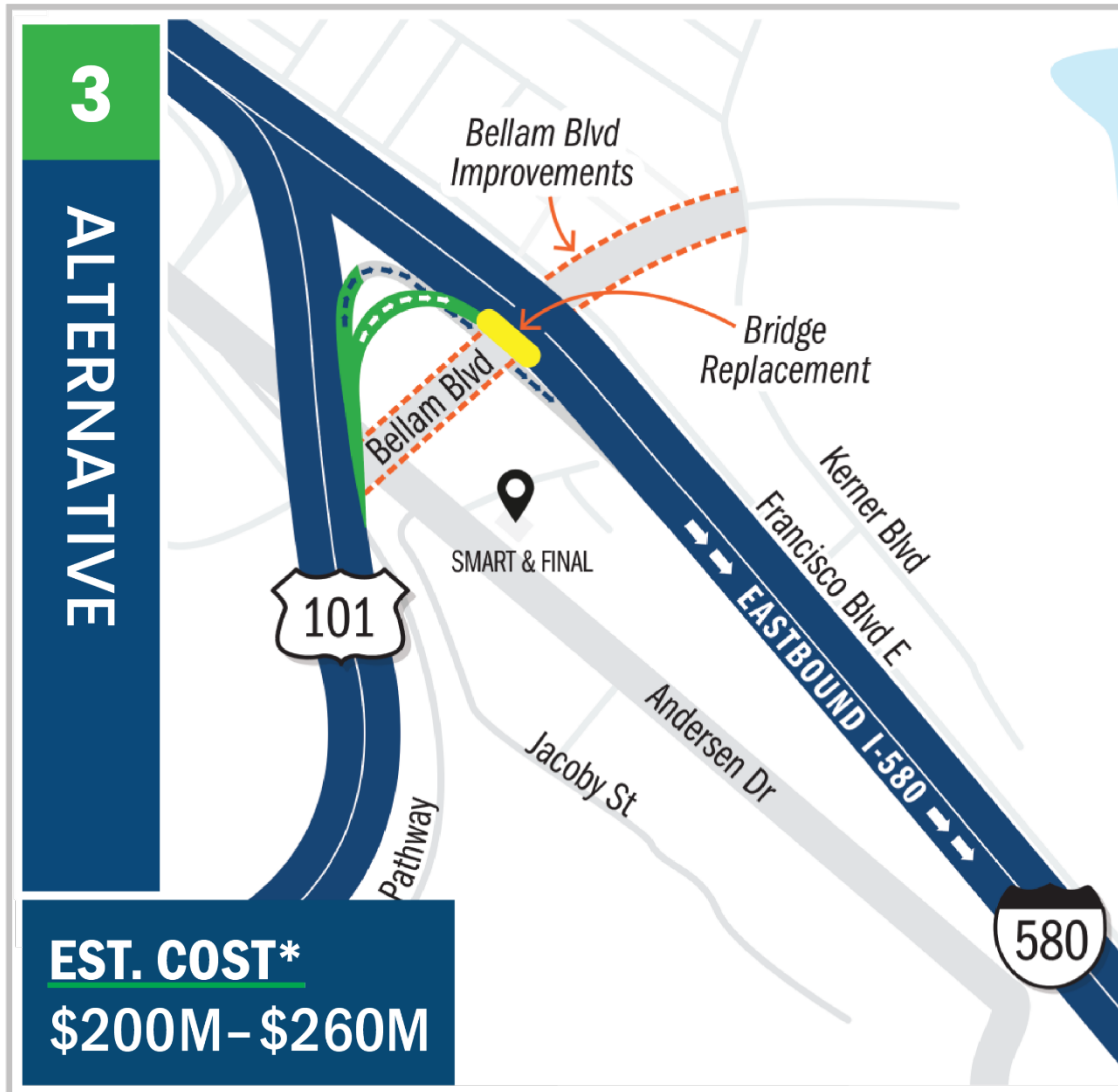 3
ALTERNATIVE
Bellam Blvd
Improvements
Bridge
Replacement
Bellam Blvd
SMART & FINAL
Kerner Blvd
Francisco Blvd E
EASTBOUND I-580
101
Andersen Dr
Jacoby St
Pathway
580
EST. COST*
$200M–$260M